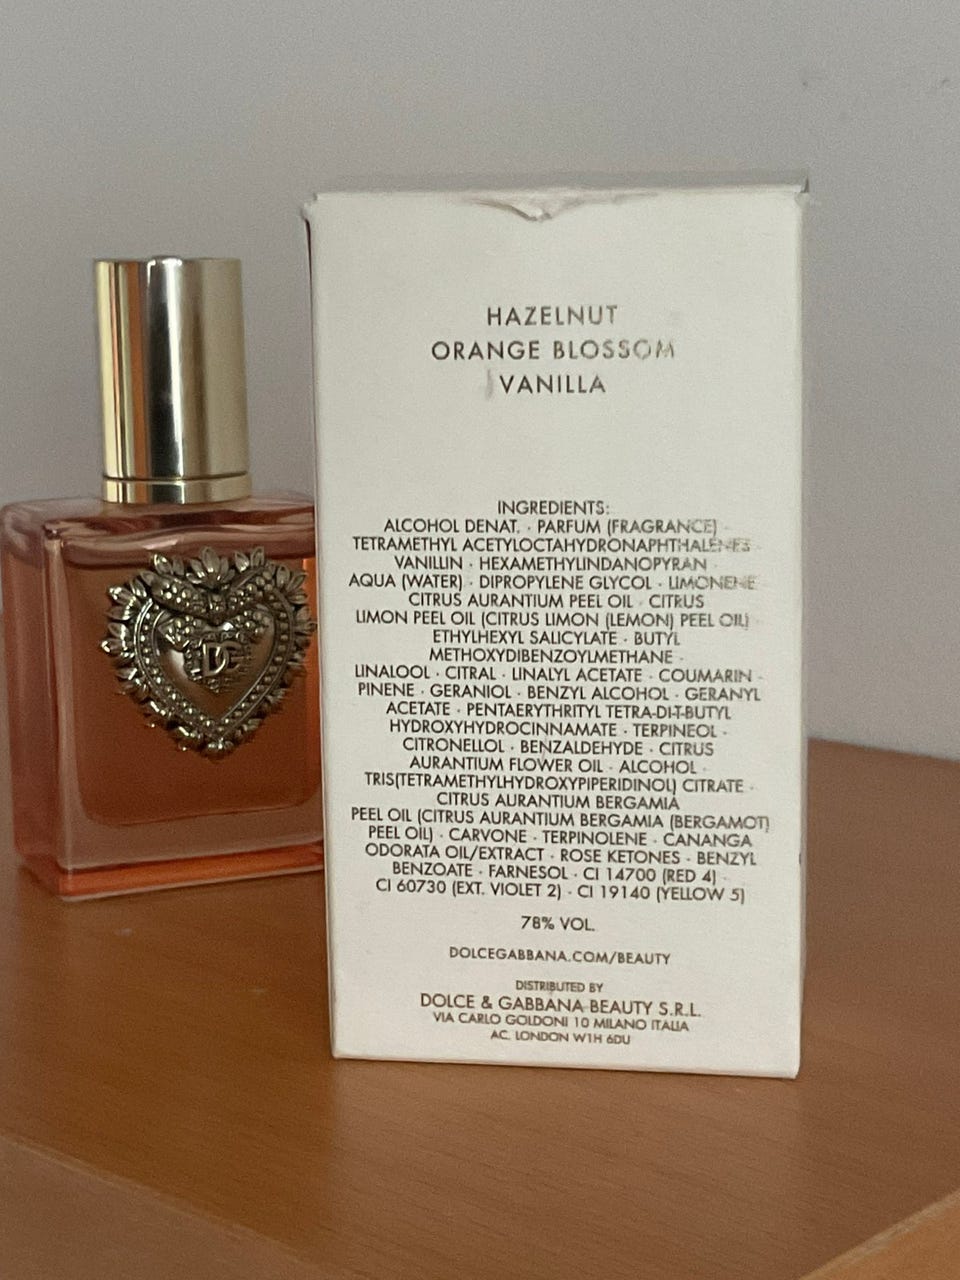 HAZELNUT
ORANGE BLOSSOM
VANILLA
INGREDIENTS:
ALCOHOL DENAT. · PARFUM (FRAGRANCE) ·
TETRAMETHYL ACETYLOCTAHYDRONAPHTHALENES ·
VANILLIN · HEXAMETHYLINDANOPYRAN ·
AQUA (WATER) · DIPROPYLENE GLYCOL · LIMONENE
CITRUS AURANTIUM PEEL OIL · CITRUS
LIMON PEEL OIL (CITRUS LIMON (LEMON) PEEL OIL) ·
ETHYLHEXYL SALICYLATE · BUTYL
METHOXYDIBENZOYLMETHANE ·
LINALOOL · CITRAL · LINALYL ACETATE · COUMARIN ·
PINENE · GERANIOL · BENZYL ALCOHOL · GERANYL
ACETATE · PENTAERYTHRITYL TETRA-DI-T-BUTYL
HYDROXYHYDROCINNAMATE · TERPINEOL ·
CITRONELLOL · BENZALDEHYDE · CITRUS
AURANTIUM FLOWER OIL · ALCOHOL ·
TRIS(TETRAMETHYLHYDROXYPIPERIDINOL) CITRATE ·
CITRUS AURANTIUM BERGAMIA
PEEL OIL (CITRUS AURANTIUM BERGAMIA (BERGAMOT)
PEEL OIL) · CARVONE · TERPINOLENE · CANANGA
ODORATA OIL/EXTRACT · ROSE KETONES · BENZYL
BENZOATE · FARNESOL · CI 14700 (RED 4) ·
CI 60730 (EXT. VIOLET 2) · CI 19140 (YELLOW 5)
78% VOL.
DOLCEGABBANA.COM/BEAUTY
DISTRIBUTED BY
DOLCE & GABBANA BEAUTY S.R.L.
VIA CARLO GOLDONI 10 MILANO ITALIA
AC. LONDON W1H 6DU
DG